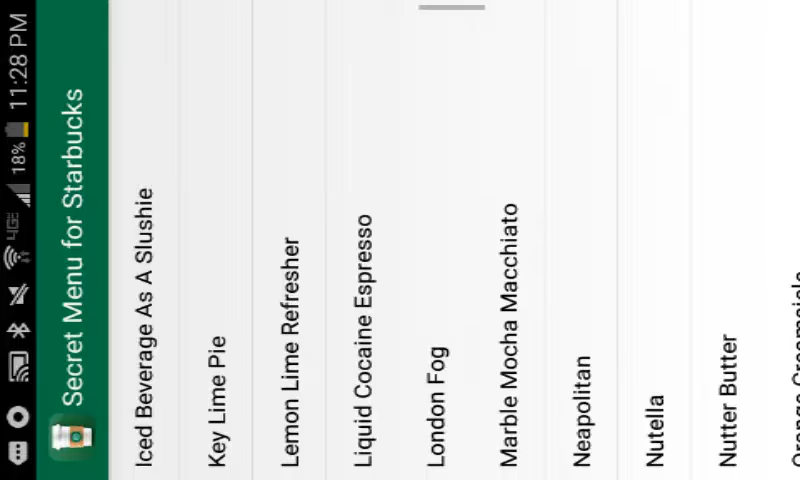 4GE 18% 11:28 PM
Secret Menu for Starbucks
Iced Beverage As A Slushie
Key Lime Pie
Lemon Lime Refresher
Liquid Cocaine Espresso
London Fog
Marble Mocha Macchiato
Neapolitan
Nutella
Nutter Butter